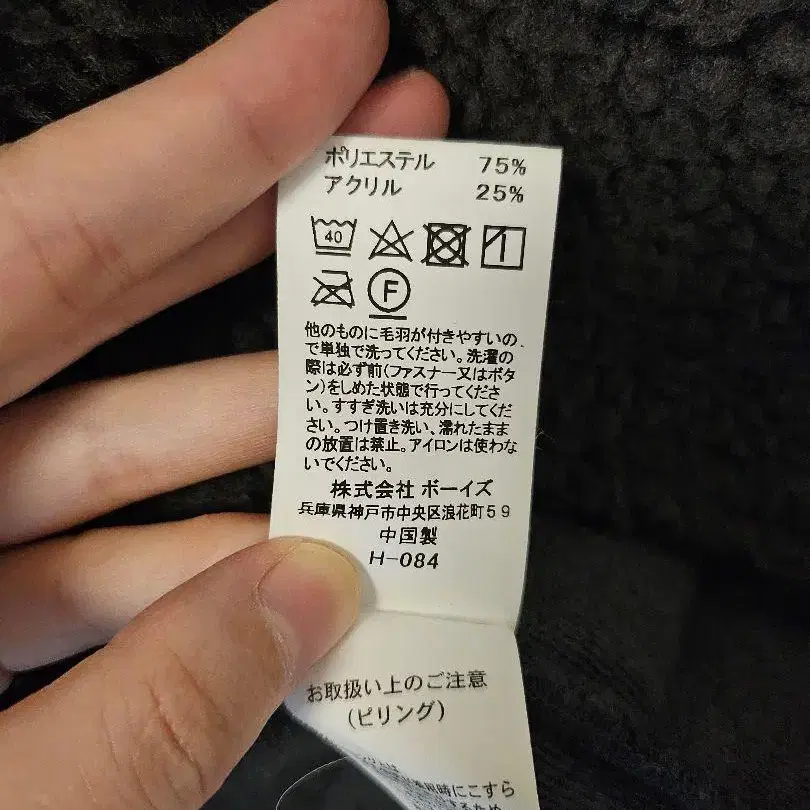 ポリエステル 75%
アクリル 25%
40
F
他のものに毛羽が付きやすいの
で単独で洗ってください。洗濯の
際は必ず前(ファスナー又はボタ
ン)をしめた状態で行ってくださ
い。すすぎ洗いは充分にしてくだ
さい。つけ置き洗い、濡れたまま
の放置は禁止。アイロンは使わな
いでください。
株式会社 ボーイズ
兵庫県神戸市中央区浪花町59
中国製
H-084
お取扱い上のご注意
(ピリング)
時にこすら